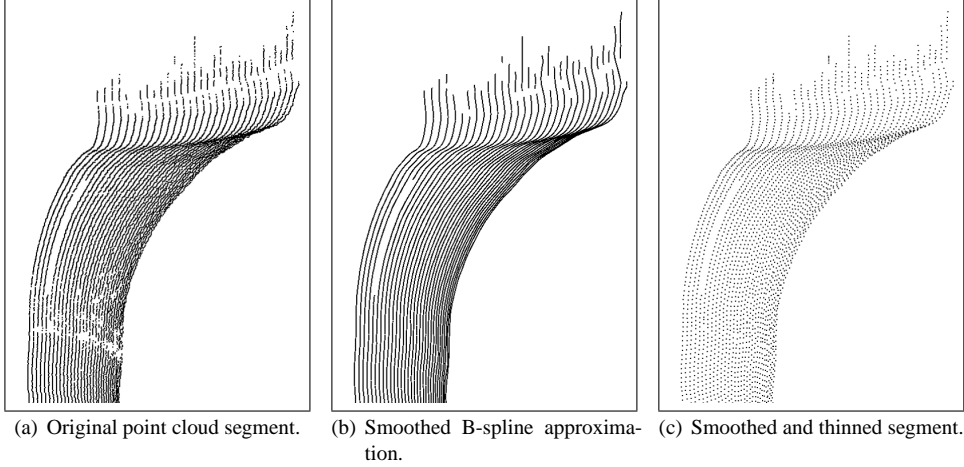 (a) Original point cloud segment.
(b) Smoothed B-spline approxima-
tion.
(c) Smoothed and thinned segment.